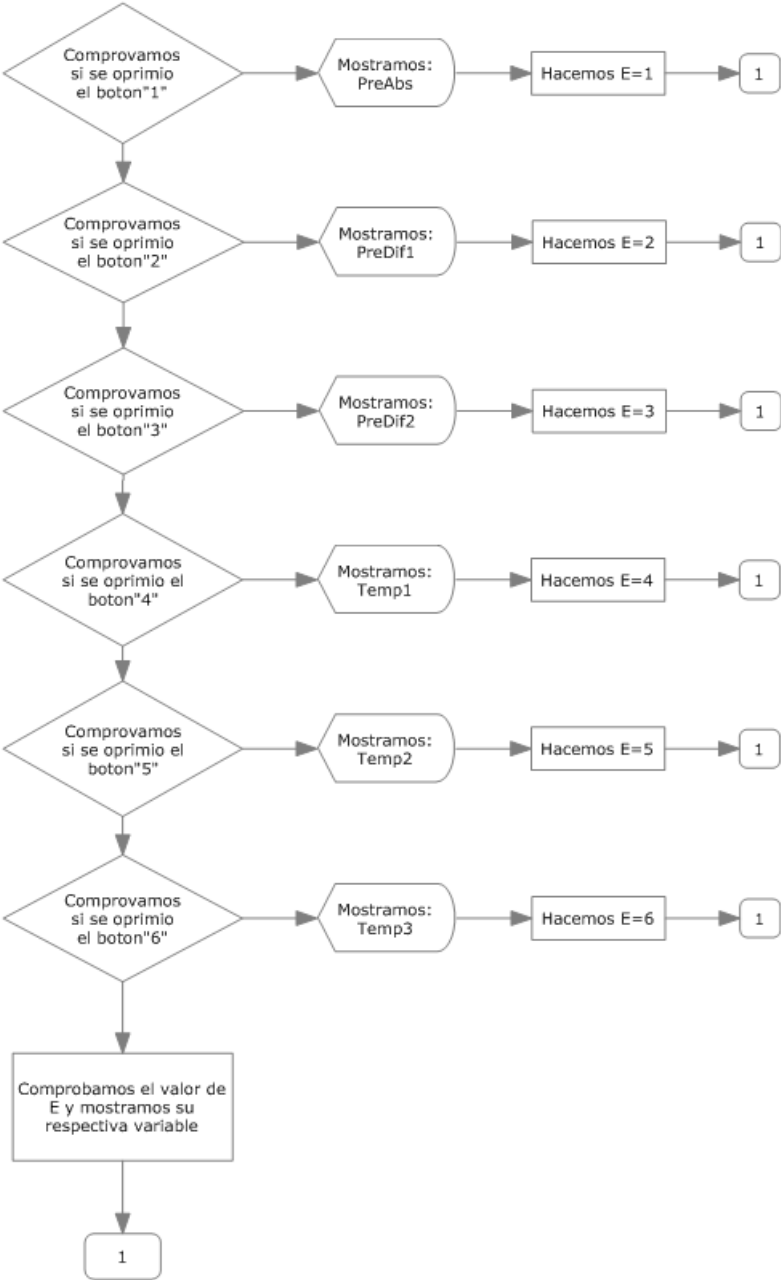 Comprovamos
si se oprimio
el boton"1"
Mostramos:
PreAbs
Hacemos E=1
1
Comprovamos
si se oprimio
el boton"2"
Mostramos:
PreDif1
Hacemos E=2
1
Comprovamos
si se oprimio
el boton"3"
Mostramos:
PreDif2
Hacemos E=3
1
Comprovamos
si se oprimio el
boton"4"
Mostramos:
Temp1
Hacemos E=4
1
Comprovamos
si se oprimio el
boton"5"
Mostramos:
Temp2
Hacemos E=5
1
Comprovamos
si se oprimio
el boton"6"
Mostramos:
Temp3
Hacemos E=6
1
Comprobamos el valor de
E y mostramos su
respectiva variable
1